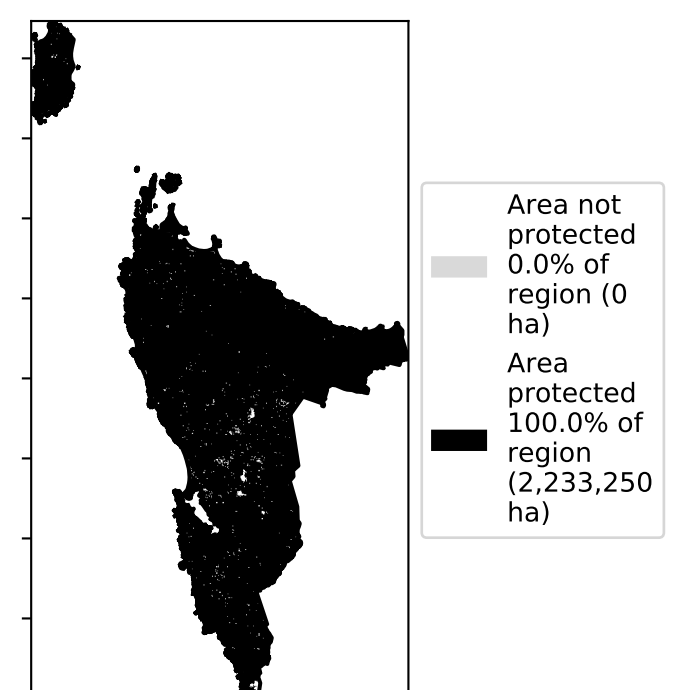 Area not
protected
0.0% of
region (0
ha)
Area
protected
100.0% of
region
(2,233,250
ha)